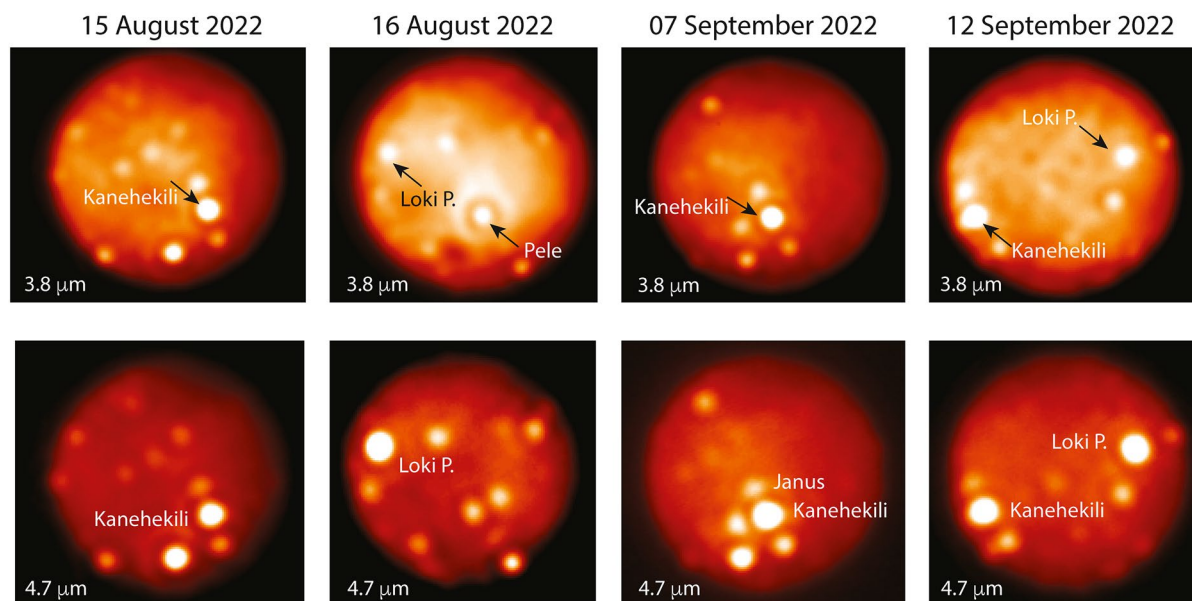 15 August 2022
16 August 2022
07 September 2022
12 September 2022
Kanehekili
3.8 μm
Loki P.
Pele
3.8 μm
Kanehekili
3.8 μm
Loki P.
Kanehekili
3.8 μm
Kanehekili
4.7 μm
Loki P.
4.7 μm
Janus
Kanehekili
4.7 μm
Loki P.
Kanehekili
4.7 μm